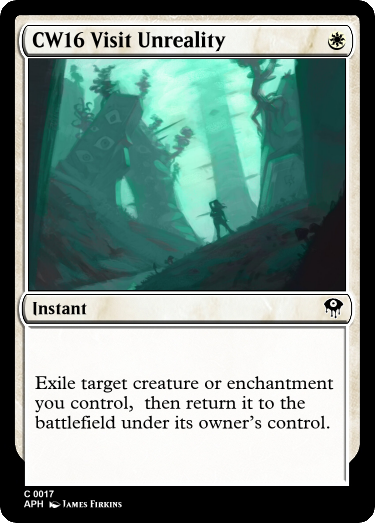 CW16 Visit Unreality
Instant
Exile target creature or enchantment
you control,  then return it to the
battlefield under its owner's control.
C 0017
APH James Firkins